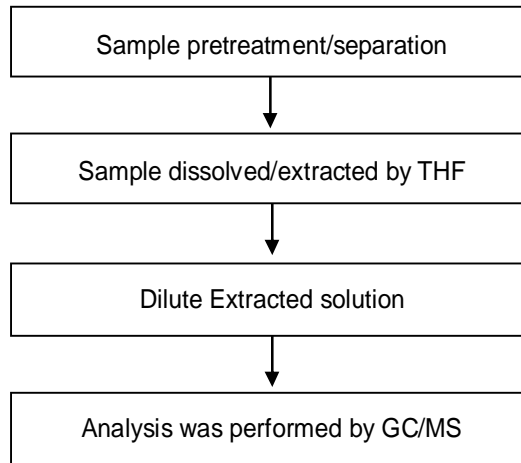 Sample pretreatment/separation
Sample dissolved/extracted by THF
Dilute Extracted solution
Analysis was performed by GC/MS